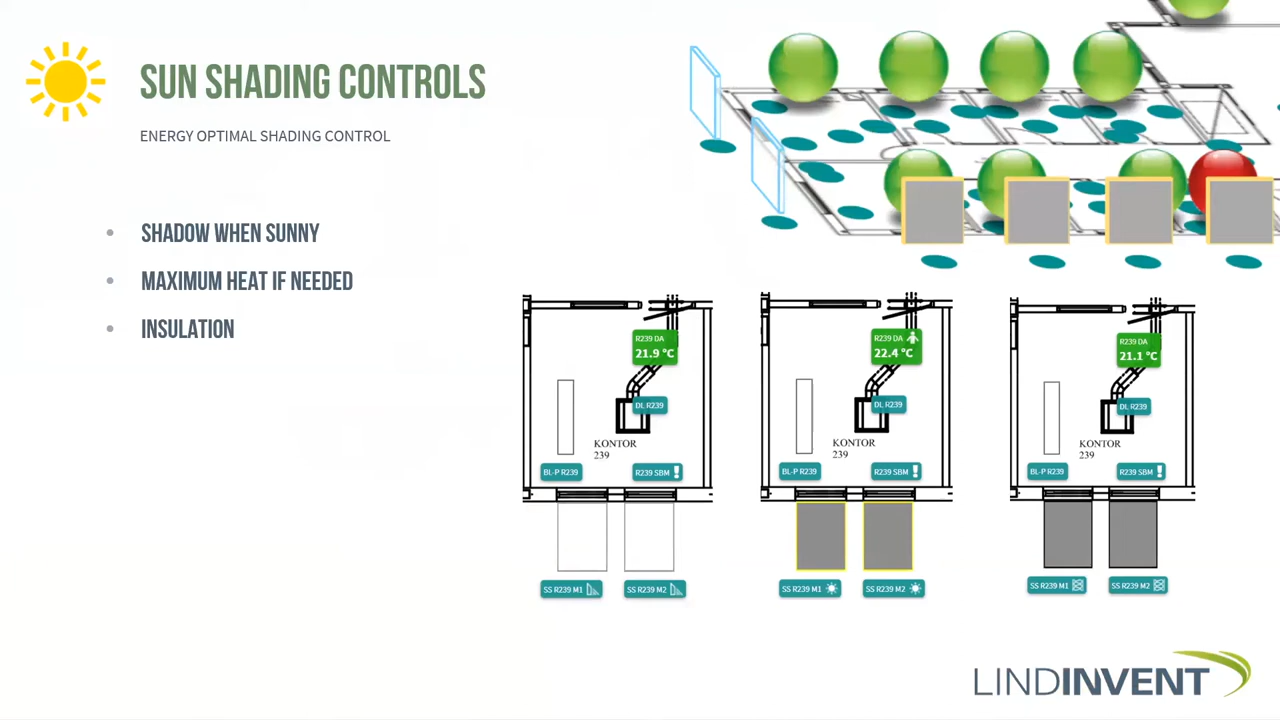 SUN SHADING CONTROLS
ENERGY OPTIMAL SHADING CONTROL
SHADOW WHEN SUNNY
MAXIMUM HEAT IF NEEDED
INSULATION
R239 DA
21.9 °C
DL R239
KONTOR
239
BL-P R239
R239 SBM
SS R239 M1
SS R239 M2
R239 DA
22.4 °C
DL R239
KONTOR
239
BL-P R239
R239 SBM
SS R239 M1
SS R239 M2
R239 DA
21.1 °C
DL R239
KONTOR
239
BL-P R239
R239 SBM
SS R239 M1
SS R239 M2
LINDINVENT